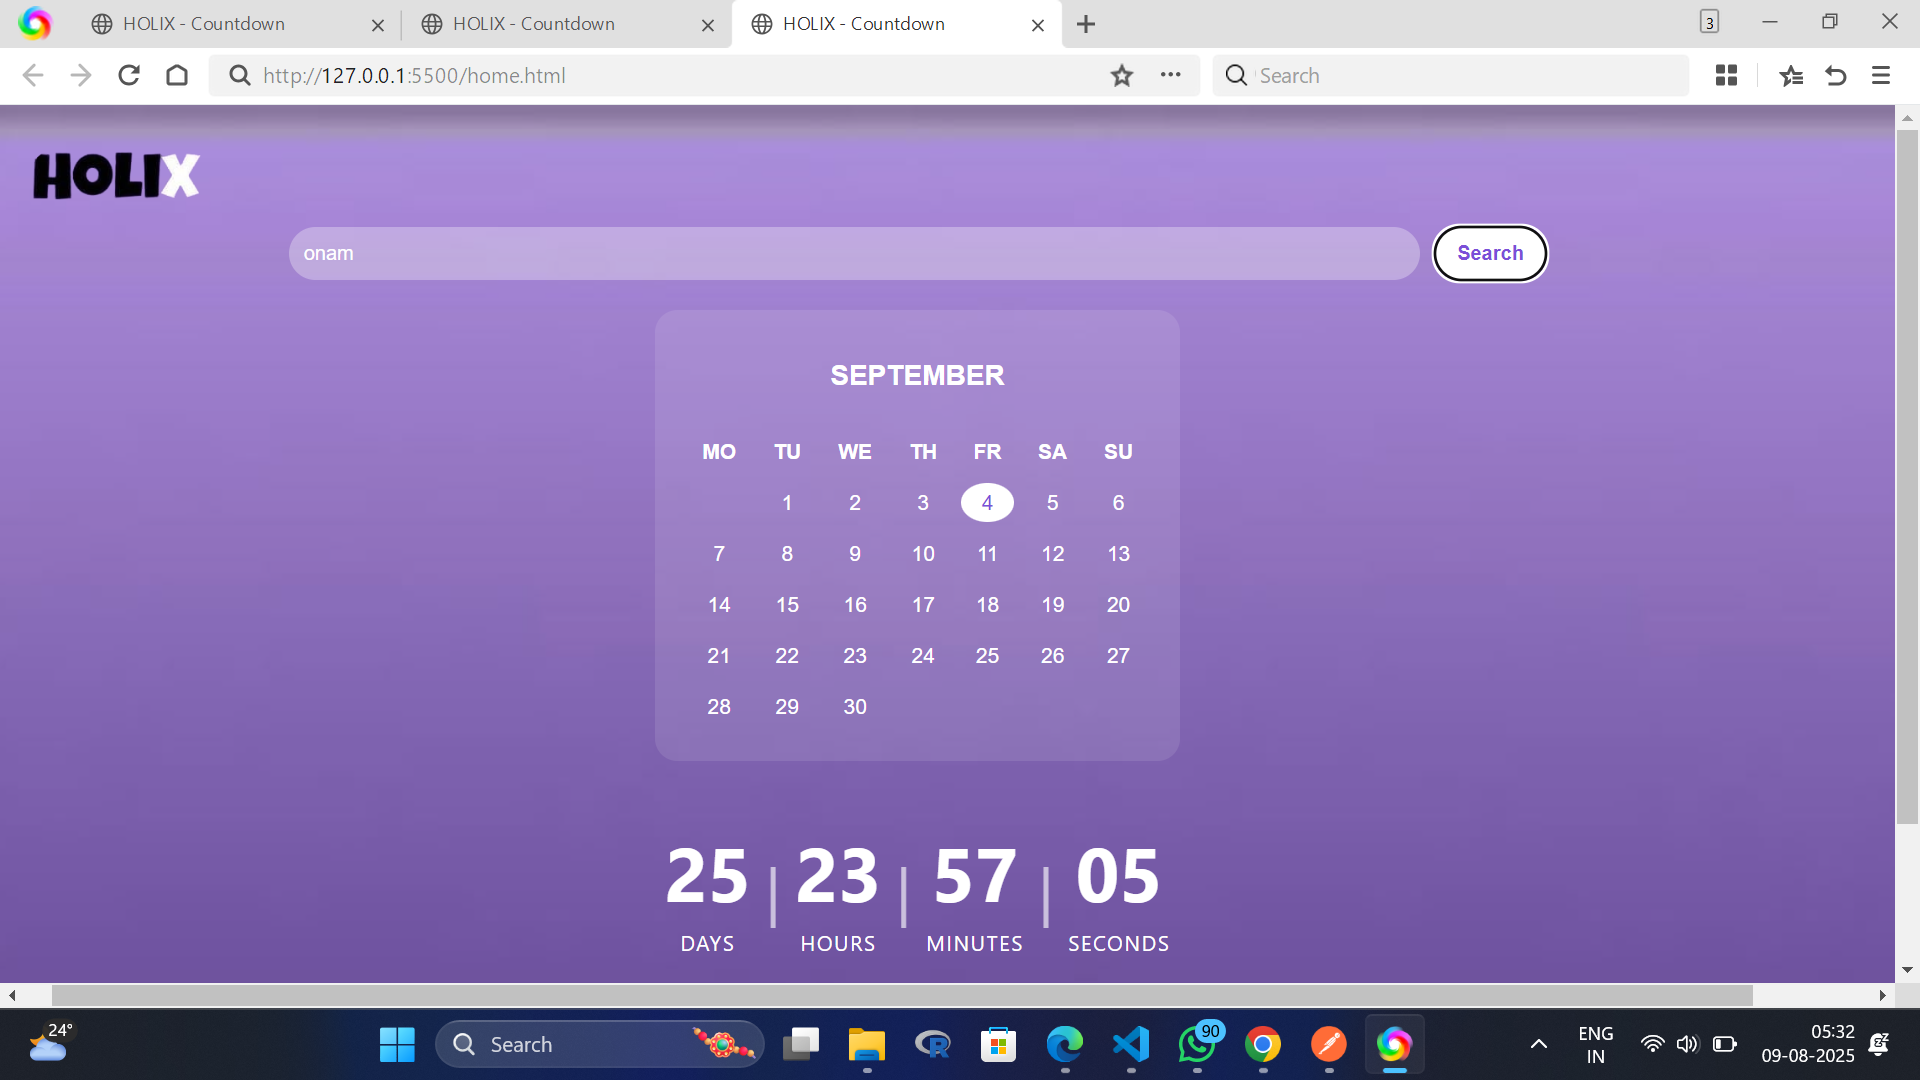 HOLIX - Countdown
HOLIX - Countdown
HOLIX - Countdown
3
http://127.0.0.1:5500/home.html
Search
HOLIX
onam
Search
SEPTEMBER
MO TU WE TH FR SA SU
1 2 3 4 5 6
7 8 9 10 11 12 13
14 15 16 17 18 19 20
21 22 23 24 25 26 27
28 29 30
25 23 57 05
DAYS HOURS MINUTES SECONDS
24°
Search
R
90
ENG
IN
05:32
09-08-2025